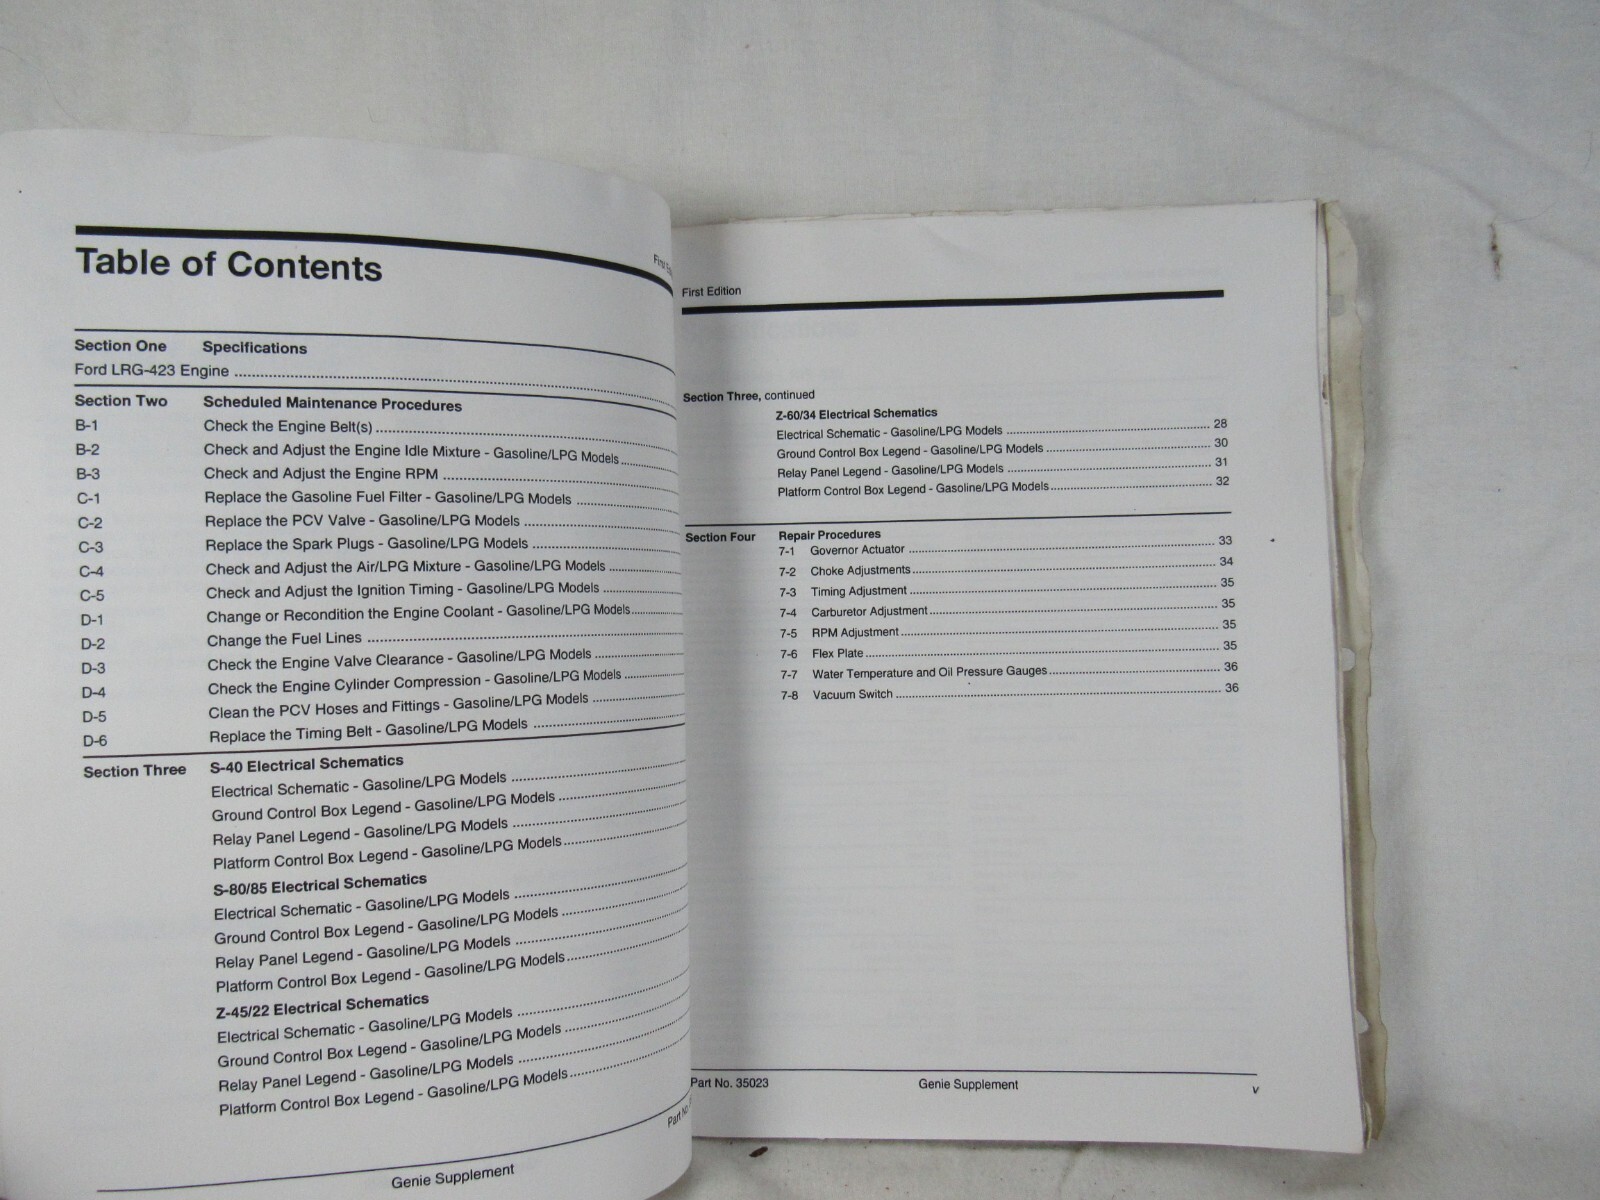 Table of Contents
Section One Specifications
Ford LRG-423 Engine
Section Two Scheduled Maintenance Procedures
B-1 Check the Engine Belt(s)
B-2 Check and Adjust the Engine Idle Mixture - Gasoline/LPG Models
B-3 Check and Adjust the Engine RPM
C-1 Replace the Gasoline Fuel Filter - Gasoline/LPG Models
C-2 Replace the PCV Valve - Gasoline/LPG Models
C-3 Replace the Spark Plugs - Gasoline/LPG Models
C-4 Check and Adjust the Air/LPG Mixture - Gasoline/LPG Models
C-5 Check and Adjust the Ignition Timing - Gasoline/LPG Models
D-1 Change or Recondition the Engine Coolant - Gasoline/LPG Models
D-2 Change the Fuel Lines
D-3 Check the Engine Valve Clearance - Gasoline/LPG Models
D-4 Check the Engine Cylinder Compression - Gasoline/LPG Models
D-5 Clean the PCV Hoses and Fittings - Gasoline/LPG Models
D-6 Replace the Timing Belt - Gasoline/LPG Models
Section Three S-40 Electrical Schematics
Electrical Schematic - Gasoline/LPG Models
Ground Control Box Legend - Gasoline/LPG Models
Relay Panel Legend - Gasoline/LPG Models
Platform Control Box Legend - Gasoline/LPG Models
S-80/85 Electrical Schematics
Electrical Schematic - Gasoline/LPG Models
Ground Control Box Legend - Gasoline/LPG Models
Relay Panel Legend - Gasoline/LPG Models
Platform Control Box Legend - Gasoline/LPG Models
Z-45/22 Electrical Schematics
Electrical Schematic - Gasoline/LPG Models
Ground Control Box Legend - Gasoline/LPG Models
Relay Panel Legend - Gasoline/LPG Models
Platform Control Box Legend - Gasoline/LPG Models
Part No.
Genie Supplement
First Edition
Section Three, continued
Z-60/34 Electrical Schematics
Electrical Schematic - Gasoline/LPG Models 28
Ground Control Box Legend - Gasoline/LPG Models 30
Relay Panel Legend - Gasoline/LPG Models 31
Platform Control Box Legend - Gasoline/LPG Models 32
Section Four Repair Procedures
7-1 Governor Actuator 33
7-2 Choke Adjustments 34
7-3 Timing Adjustment 35
7-4 Carburetor Adjustment 35
7-5 RPM Adjustment 35
7-6 Flex Plate 35
7-7 Water Temperature and Oil Pressure Gauges 36
7-8 Vacuum Switch 36
Part No. 35023 Genie Supplement v